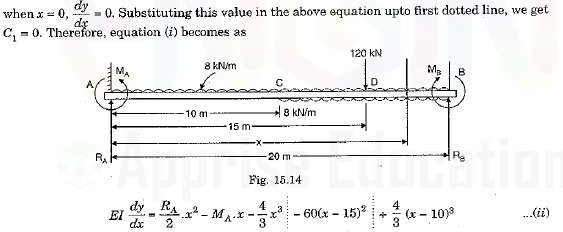 when x = 0, dy/dx = 0. Substituting this value in the above equation upto first dotted line, we get
C₁ = 0. Therefore, equation (i) becomes as
120 kN
8 kN/m
A M_A C D M_B B
10 m 8 kN/m
15 m
x
20 m
R_A R_B
Fig. 15.14
EI dy/dx = R_A/2 .x² – M_A.x – 4/3 x³ ⋮ – 60(x – 15)² ⋮ + 4/3 (x – 10)³ ...(ii)